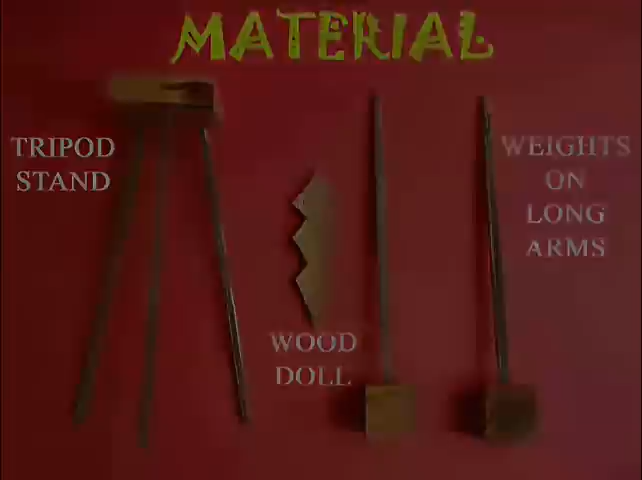 MATERIAL
TRIPOD
STAND
WEIGHTS
ON
LONG
ARMS
WOOD
DOLL